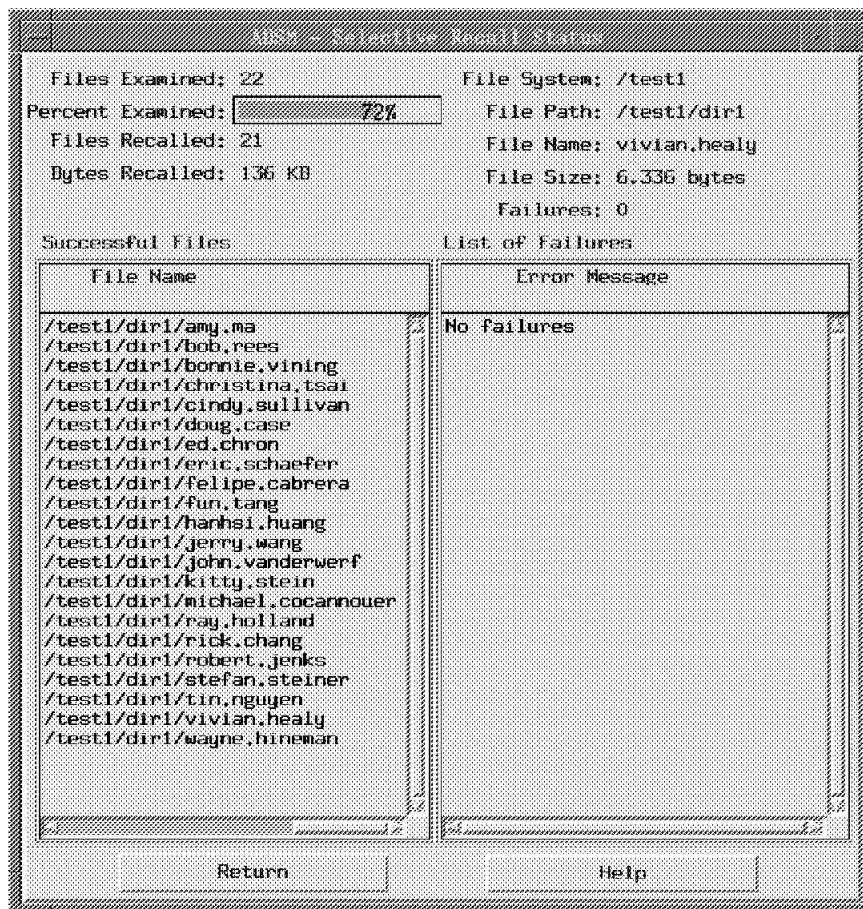 ADSM - Selective Recall Status
Files Examined: 22
Percent Examined: 72%
Files Recalled: 21
Bytes Recalled: 136 KB
File System: /test1
File Path: /test1/dir1
File Name: vivian.healy
File Size: 6,336 bytes
Failures: 0
Successful Files
File Name
/test1/dir1/amy.ma
/test1/dir1/bob.rees
/test1/dir1/bonnie.vining
/test1/dir1/christina.tsai
/test1/dir1/cindy.sullivan
/test1/dir1/doug.case
/test1/dir1/ed.chron
/test1/dir1/eric.schaefer
/test1/dir1/felipe.cabrera
/test1/dir1/fun.tang
/test1/dir1/hanhsi.huang
/test1/dir1/jerry.wang
/test1/dir1/john.vanderwerf
/test1/dir1/kitty.stein
/test1/dir1/michael.cocannouer
/test1/dir1/ray.holland
/test1/dir1/rick.chang
/test1/dir1/robert.jenks
/test1/dir1/stefan.steiner
/test1/dir1/tin.nguyen
/test1/dir1/vivian.healy
/test1/dir1/wayne.hineman
List of Failures
Error Message
No failures
Return
Help